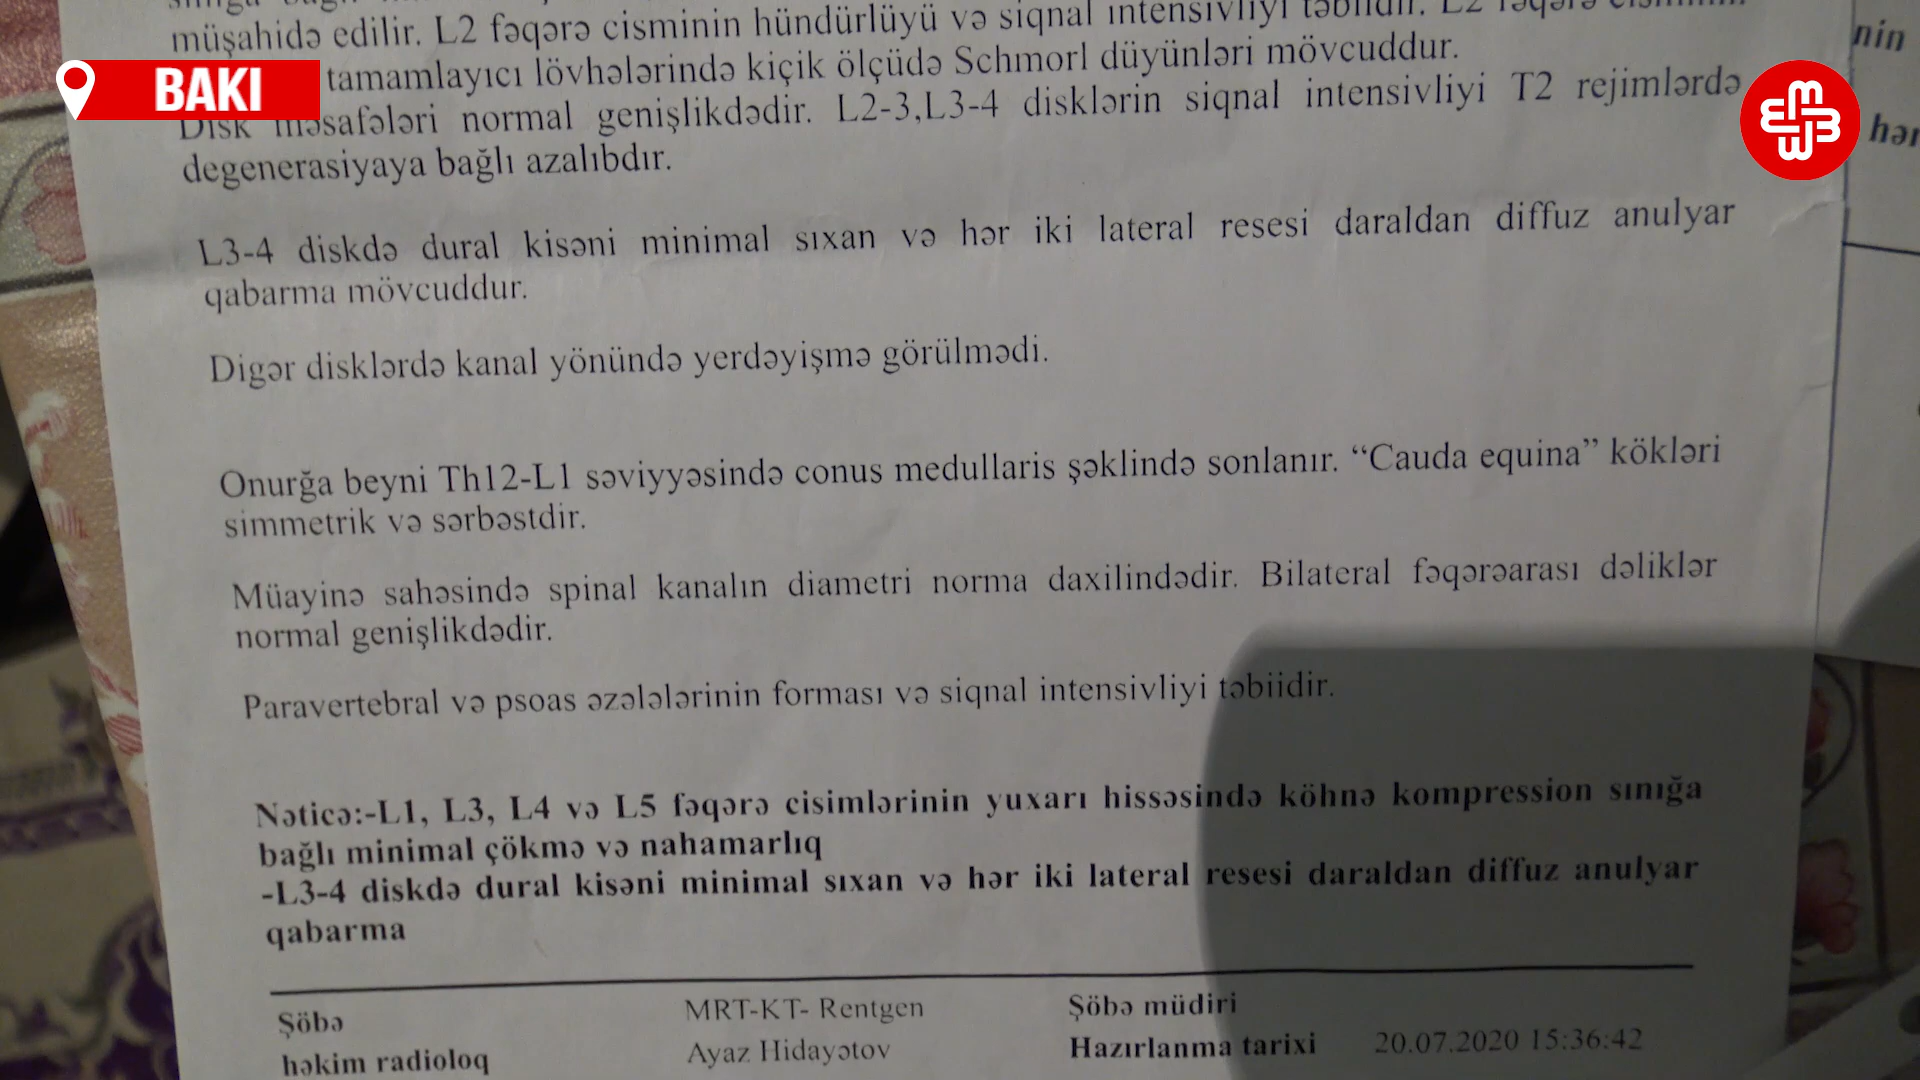 müşahidə edilir. L2 fəqərə cisminin hündürlüyü və siqnal intensivliyi təbiidir. L2 fəqərə
tamamlayıcı lövhələrində kiçik ölçüdə Schmorl düyünləri mövcuddur.
BAKI
Disk məsafələri normal genişlikdədir. L2-3,L3-4 disklərin siqnal intensivliyi T2 rejimlərdə
degenerasiyaya bağlı azalıbdır.
L3-4 diskdə dural kisəni minimal sıxan və hər iki lateral resesi daraldan diffuz anulyar
qabarma mövcuddur.
Digər disklərdə kanal yönündə yerdəyişmə görülmədi.
Onurğa beyni Th12-L1 səviyyəsində conus medullaris şəklində sonlanır. “Cauda equina” kökləri
simmetrik və sərbəstdir.
Müayinə sahəsində spinal kanalın diametri norma daxilindədir. Bilateral fəqərəarası dəliklər
normal genişlikdədir.
Paravertebral və psoas əzələlərinin forması və siqnal intensivliyi təbiidir.
Nəticə:-L1, L3, L4 və L5 fəqərə cisimlərinin yuxarı hissəsində köhnə kompression sınığa
bağlı minimal çökmə və nahamarlıq
-L3-4 diskdə dural kisəni minimal sıxan və hər iki lateral resesi daraldan diffuz anulyar
qabarma
Şöbə MRT-KT- Rentgen Şöbə müdiri
həkim radioloq Ayaz Hidayətov Hazırlanma tarixi 20.07.2020 15:36:42
nin
hər